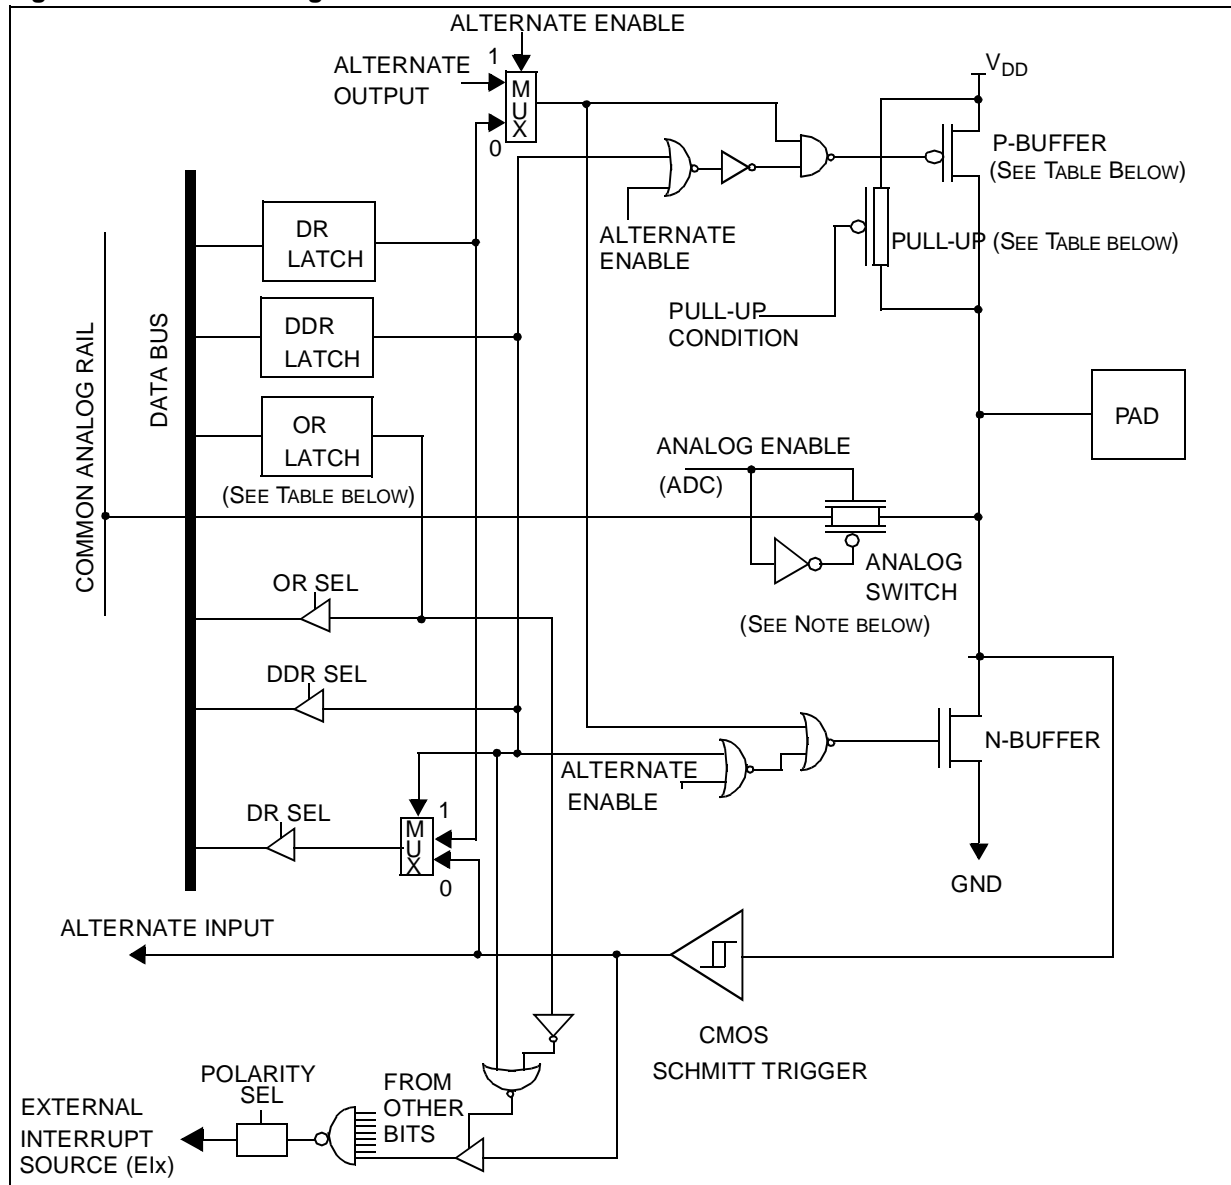 ALTERNATE ENABLE
1
ALTERNATE
OUTPUT
MUX
0
VDD
P-BUFFER
(SEE TABLE BELOW)
ALTERNATE
ENABLE
PULL-UP (SEE TABLE BELOW)
PULL-UP
CONDITION
DR
LATCH
DDR
LATCH
OR
LATCH
(SEE TABLE BELOW)
COMMON ANALOG RAIL
DATA BUS
PAD
ANALOG ENABLE
(ADC)
ANALOG
SWITCH
(SEE NOTE BELOW)
OR SEL
DDR SEL
DR SEL
MUX
1
0
ALTERNATE
ENABLE
N-BUFFER
GND
ALTERNATE INPUT
CMOS
SCHMITT TRIGGER
POLARITY
SEL
FROM
OTHER
BITS
EXTERNAL
INTERRUPT
SOURCE (EIx)